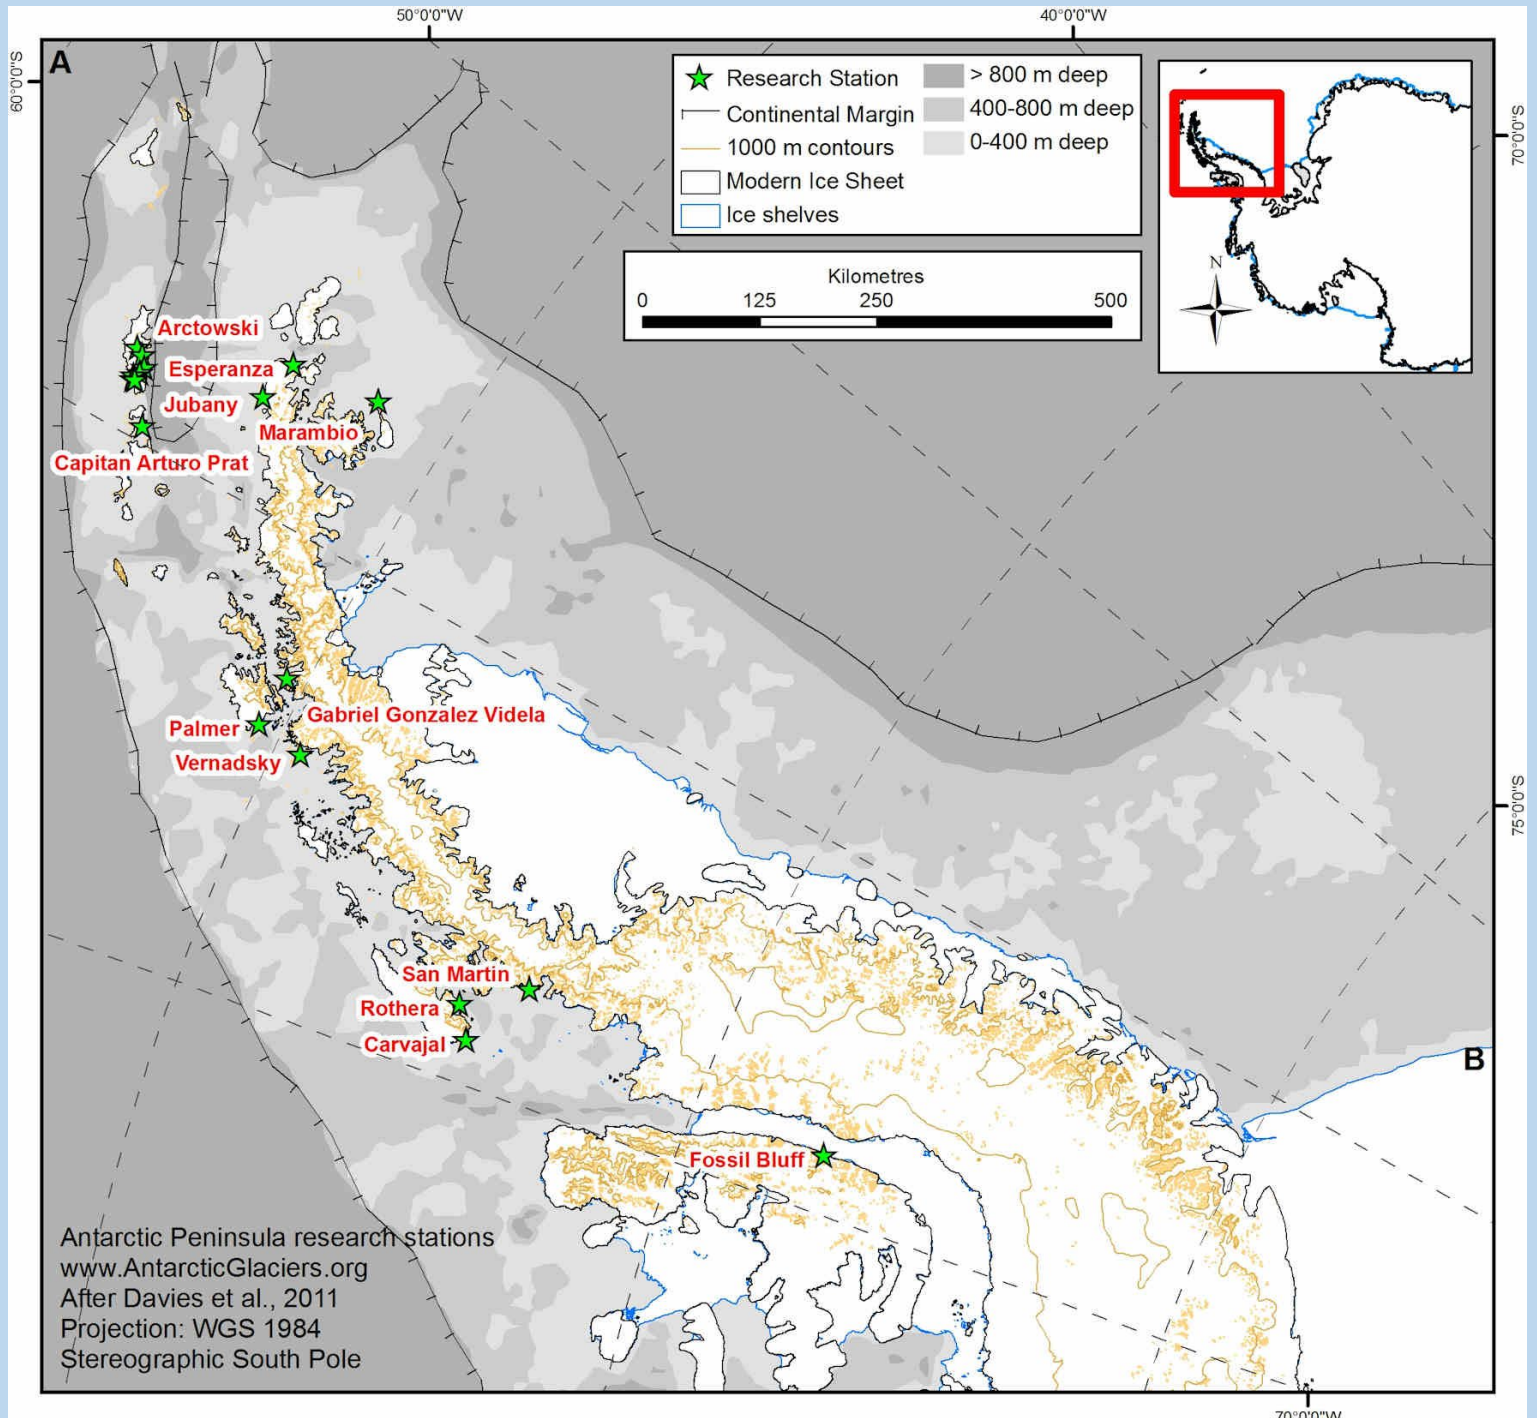 50°0'0"W
40°0'0"W
60°0'0"S
A
Research Station
Continental Margin
1000 m contours
Modern Ice Sheet
Ice shelves
> 800 m deep
400-800 m deep
0-400 m deep
70°0'0"S
Kilometres
0 125 250 500
N
Arctowski
Esperanza
Jubany
Marambio
Capitan Arturo Prat
Gabriel Gonzalez Videla
Palmer
Vernadsky
75°0'0"S
San Martin
Rothera
Carvajal
B
Fossil Bluff
Antarctic Peninsula research stations
www.AntarcticGlaciers.org
After Davies et al., 2011
Projection: WGS 1984
Stereographic South Pole
70°0'0"W